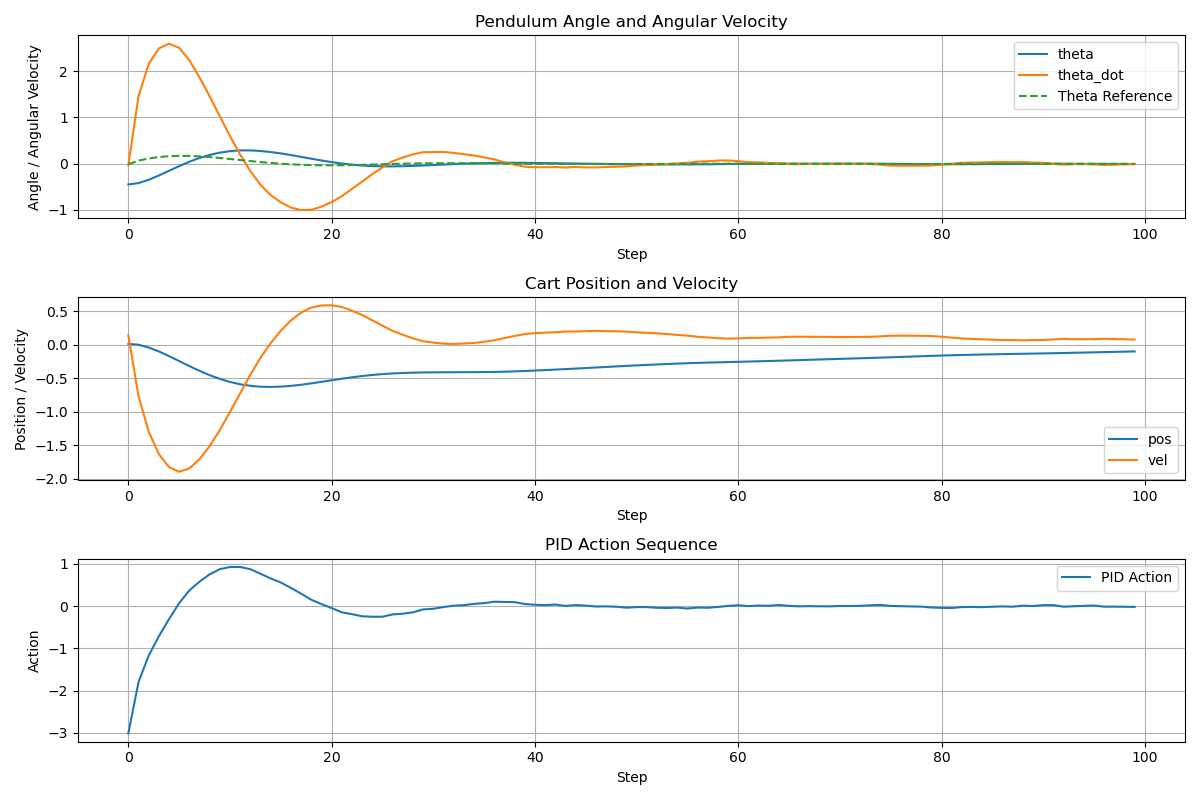 Pendulum Angle and Angular Velocity
Angle / Angular Velocity
2
1
0
−1
theta
theta_dot
Theta Reference
0
20
40
60
80
100
Step
Cart Position and Velocity
Position / Velocity
0.5
0.0
−0.5
−1.0
−1.5
−2.0
pos
vel
0
20
40
60
80
100
Step
PID Action Sequence
Action
1
0
−1
−2
−3
PID Action
0
20
40
60
80
100
Step